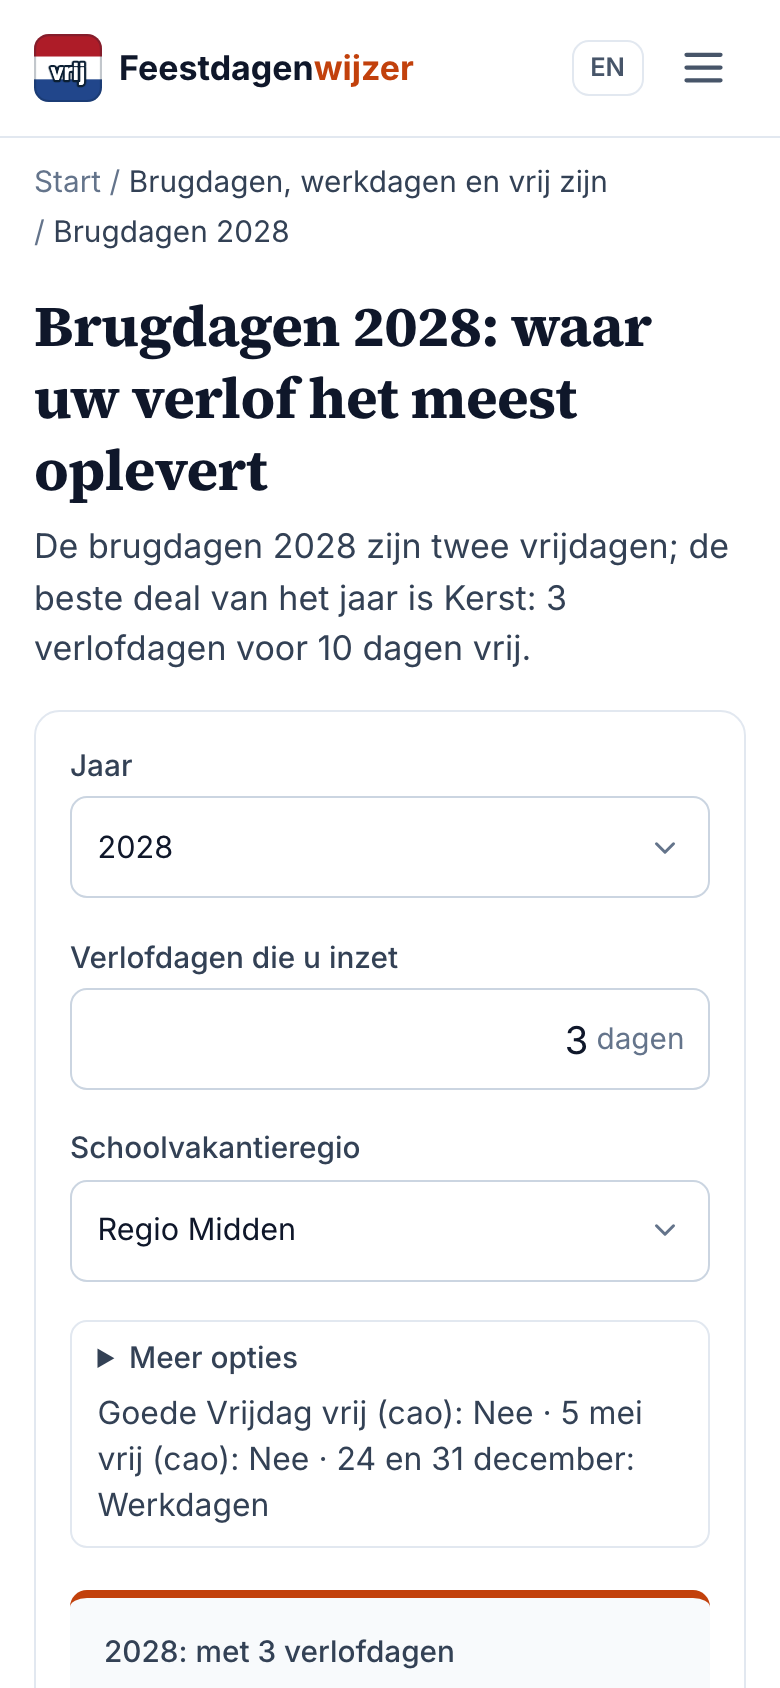 vrij
Feestdagenwijzer
EN
Start / Brugdagen, werkdagen en vrij zijn
/ Brugdagen 2028
Brugdagen 2028: waar
uw verlof het meest
oplevert
De brugdagen 2028 zijn twee vrijdagen; de
beste deal van het jaar is Kerst: 3
verlofdagen voor 10 dagen vrij.
Jaar
2028
Verlofdagen die u inzet
3 dagen
Schoolvakantieregio
Regio Midden
▶ Meer opties
Goede Vrijdag vrij (cao): Nee · 5 mei
vrij (cao): Nee · 24 en 31 december:
Werkdagen
2028: met 3 verlofdagen